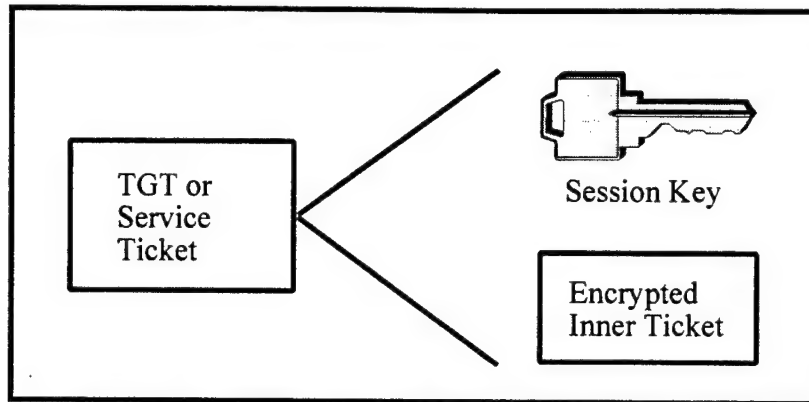 TGT or
Service
Ticket
Session Key
Encrypted
Inner Ticket